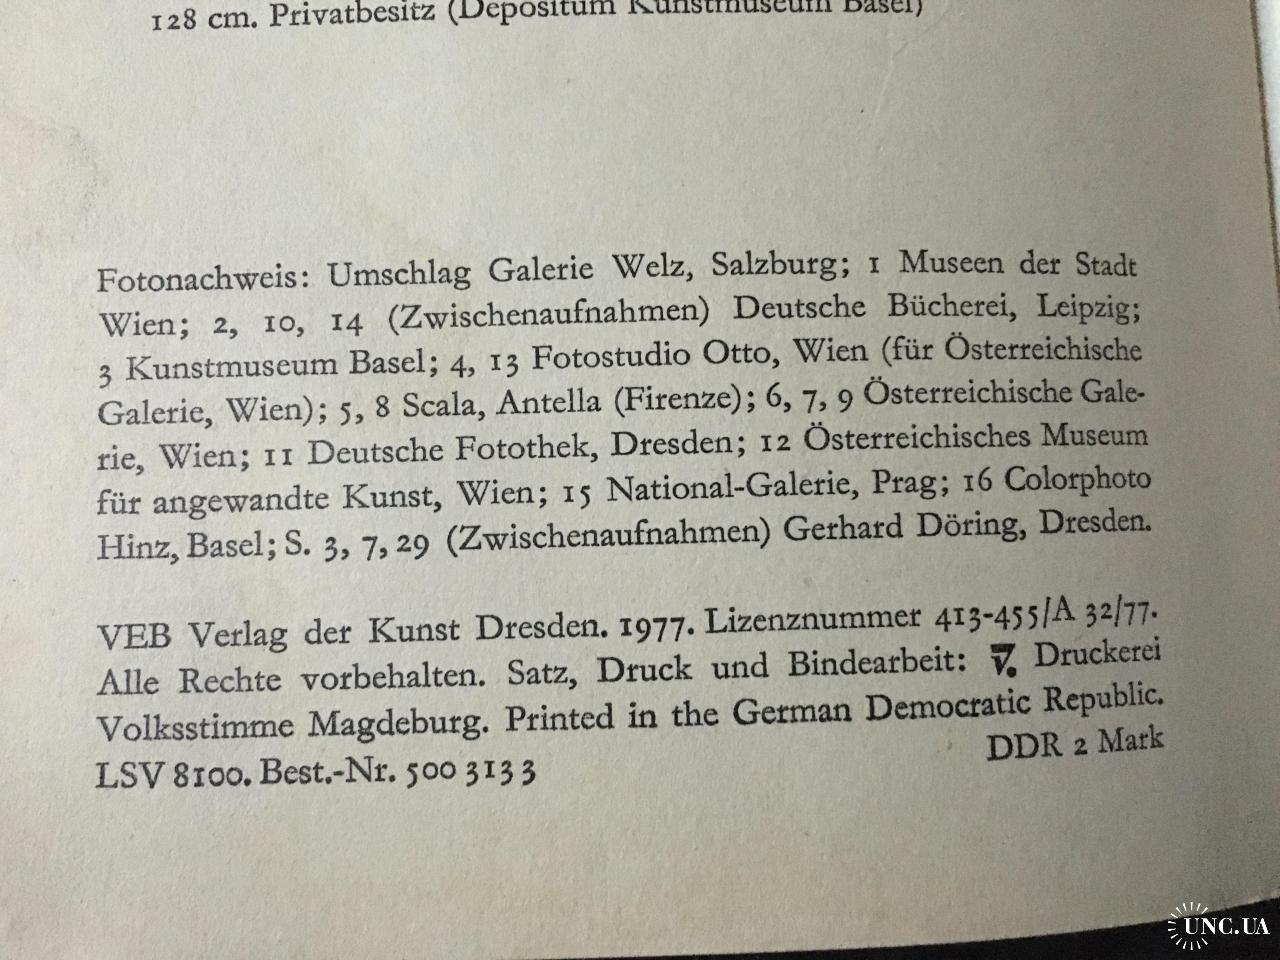 128 cm. Privatbesitz (Depositum Kunstmuseum Basel)
Fotonachweis: Umschlag Galerie Welz, Salzburg; 1 Museen der Stadt
Wien; 2, 10, 14 (Zwischenaufnahmen) Deutsche Bücherei, Leipzig;
3 Kunstmuseum Basel; 4, 13 Fotostudio Otto, Wien (für Österreichische
Galerie, Wien); 5, 8 Scala, Antella (Firenze); 6, 7, 9 Österreichische Gale-
rie, Wien; 11 Deutsche Fotothek, Dresden; 12 Österreichisches Museum
für angewandte Kunst, Wien; 15 National-Galerie, Prag; 16 Colorphoto
Hinz, Basel; S. 3, 7, 29 (Zwischenaufnahmen) Gerhard Döring, Dresden.
VEB Verlag der Kunst Dresden. 1977. Lizenznummer 413-455/A 32/77.
Alle Rechte vorbehalten. Satz, Druck und Bindearbeit: V. Druckerei
Volksstimme Magdeburg. Printed in the German Democratic Republic.
LSV 8100. Best.-Nr. 500 313 3 DDR 2 Mark
UNC.UA